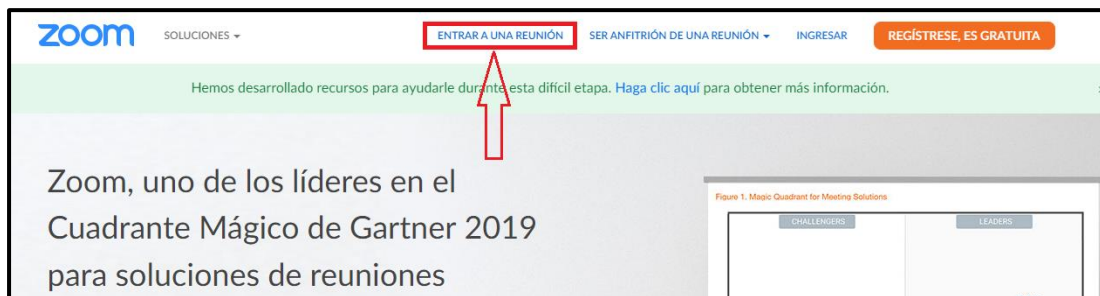 zoom
SOLUCIONES
ENTRAR A UNA REUNIÓN
SER ANFITRIÓN DE UNA REUNIÓN
INGRESAR
REGÍSTRESE, ES GRATUITA
Hemos desarrollado recursos para ayudarle durante esta difícil etapa. Haga clic aquí para obtener más información.
Zoom, uno de los líderes en el
Cuadrante Mágico de Gartner 2019
para soluciones de reuniones
Figure 1. Magic Quadrant for Meeting Solutions
CHALLENGERS
LEADERS